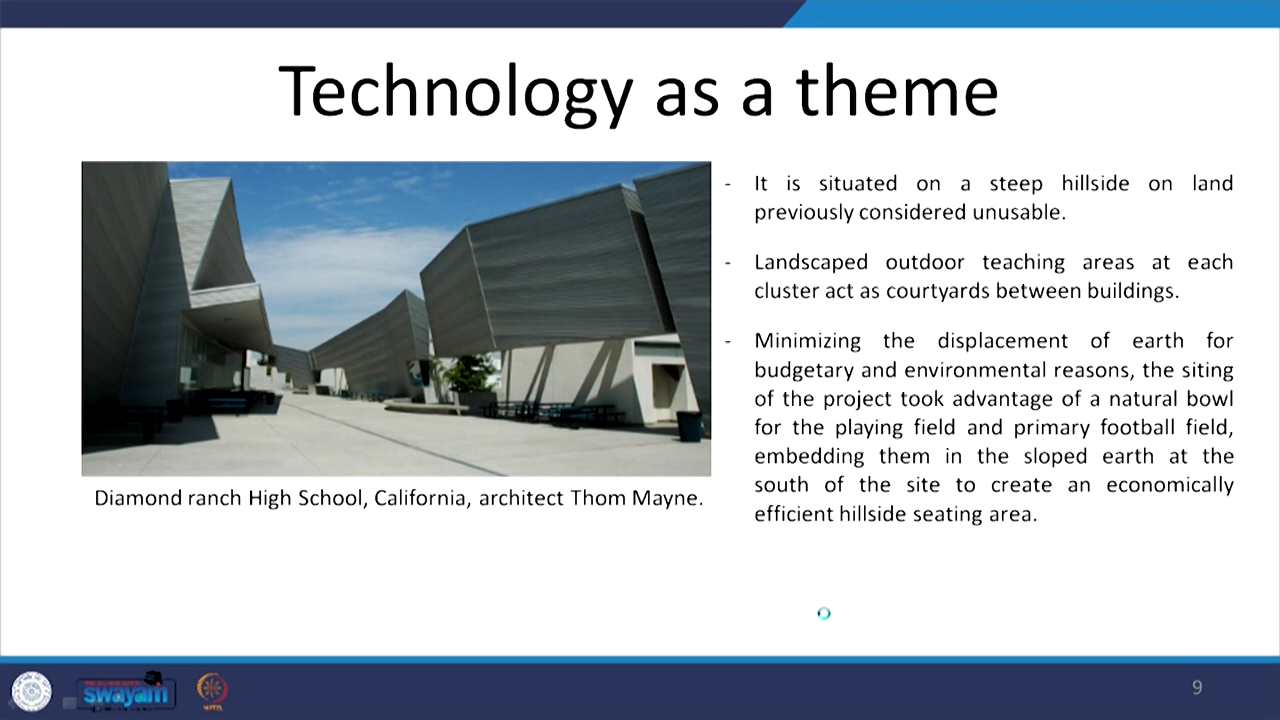 Technology as a theme
- It is situated on a steep hillside on land
previously considered unusable.
- Landscaped outdoor teaching areas at each
cluster act as courtyards between buildings.
- Minimizing the displacement of earth for
budgetary and environmental reasons, the siting
of the project took advantage of a natural bowl
for the playing field and primary football field,
embedding them in the sloped earth at the
south of the site to create an economically
efficient hillside seating area.
Diamond ranch High School, California, architect Thom Mayne.
swayam
9